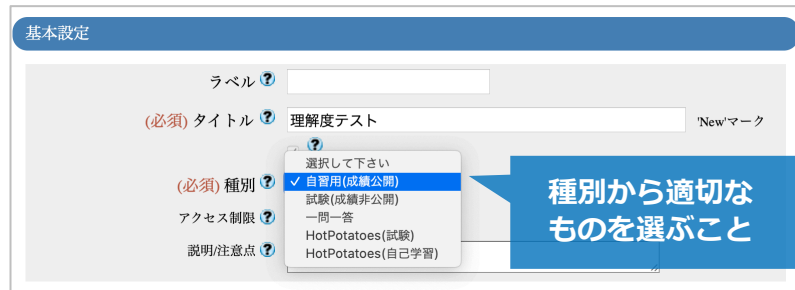 基本設定
ラベル
(必須) タイトル 理解度テスト 'New'マーク
選択して下さい
(必須) 種別 ✓ 自習用(成績公開)
試験(成績非公開)
アクセス制限 一問一答
HotPotatoes(試験)
説明/注意点 HotPotatoes(自己学習)
種別から適切な
ものを選ぶこと